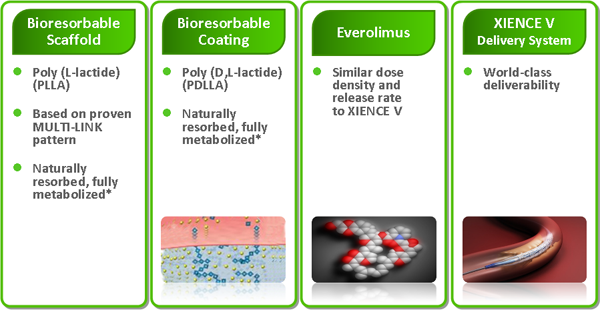 Bioresorbable
Scaffold
Poly (L-lactide)
(PLLA)
Based on proven
MULTI-LINK
pattern
Naturally
resorbed, fully
metabolized*
Bioresorbable
Coating
Poly (D,L-lactide)
(PDLLA)
Naturally
resorbed, fully
metabolized*
Everolimus
Similar dose
density and
release rate
to XIENCE V
XIENCE V
Delivery System
World-class
deliverability